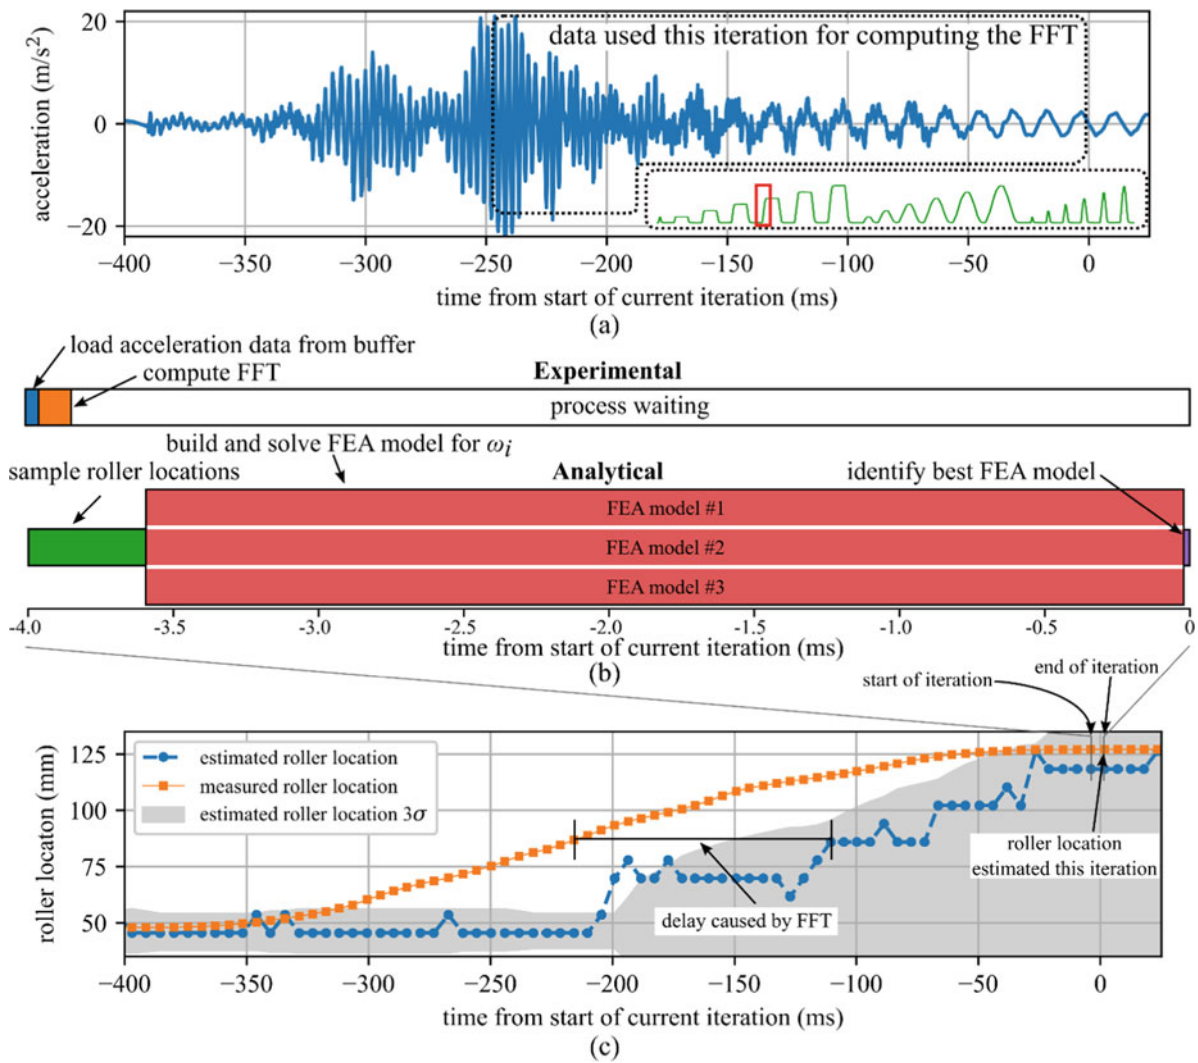 data used this iteration for computing the FFT
acceleration (m/s²)
20
0
−20
−400 −350 −300 −250 −200 −150 −100 −50 0
time from start of current iteration (ms)
(a)
load acceleration data from buffer
compute FFT
Experimental
process waiting
build and solve FEA model for ωi
sample roller locations
Analytical
identify best FEA model
FEA model #1
FEA model #2
FEA model #3
-4.0 -3.5 -3.0 -2.5 -2.0 -1.5 -1.0 -0.5 0
time from start of current iteration (ms)
(b)
start of iteration
end of iteration
roller locaton (mm)
125
100
75
50
estimated roller location
measured roller location
estimated roller location 3σ
delay caused by FFT
roller location
estimated this iteration
−400 −350 −300 −250 −200 −150 −100 −50 0
time from start of current iteration (ms)
(c)